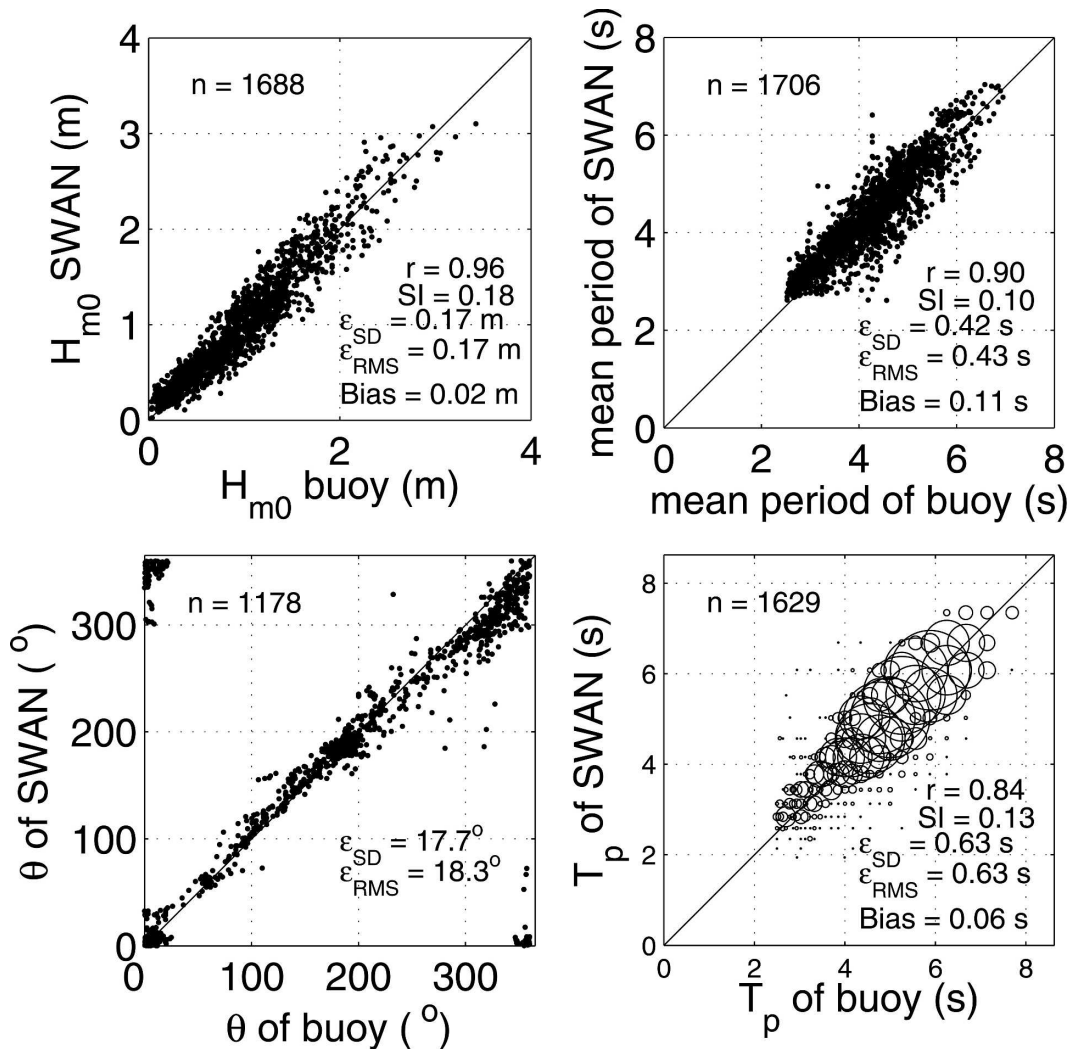 H_m0 SWAN (m)
4
3
2
1
0
n = 1688
r = 0.96
SI = 0.18
ε_SD = 0.17 m
ε_RMS = 0.17 m
Bias = 0.02 m
0 2 4
H_m0 buoy (m)
mean period of SWAN (s)
8
6
4
2
0
n = 1706
r = 0.90
SI = 0.10
ε_SD = 0.42 s
ε_RMS = 0.43 s
Bias = 0.11 s
0 2 4 6 8
mean period of buoy (s)
θ of SWAN ( °)
300
200
100
0
n = 1178
ε_SD = 17.7°
ε_RMS = 18.3°
0 100 200 300
θ of buoy ( °)
T_p of SWAN (s)
8
6
4
2
0
n = 1629
r = 0.84
SI = 0.13
ε_SD = 0.63 s
ε_RMS = 0.63 s
Bias = 0.06 s
0 2 4 6 8
T_p of buoy (s)